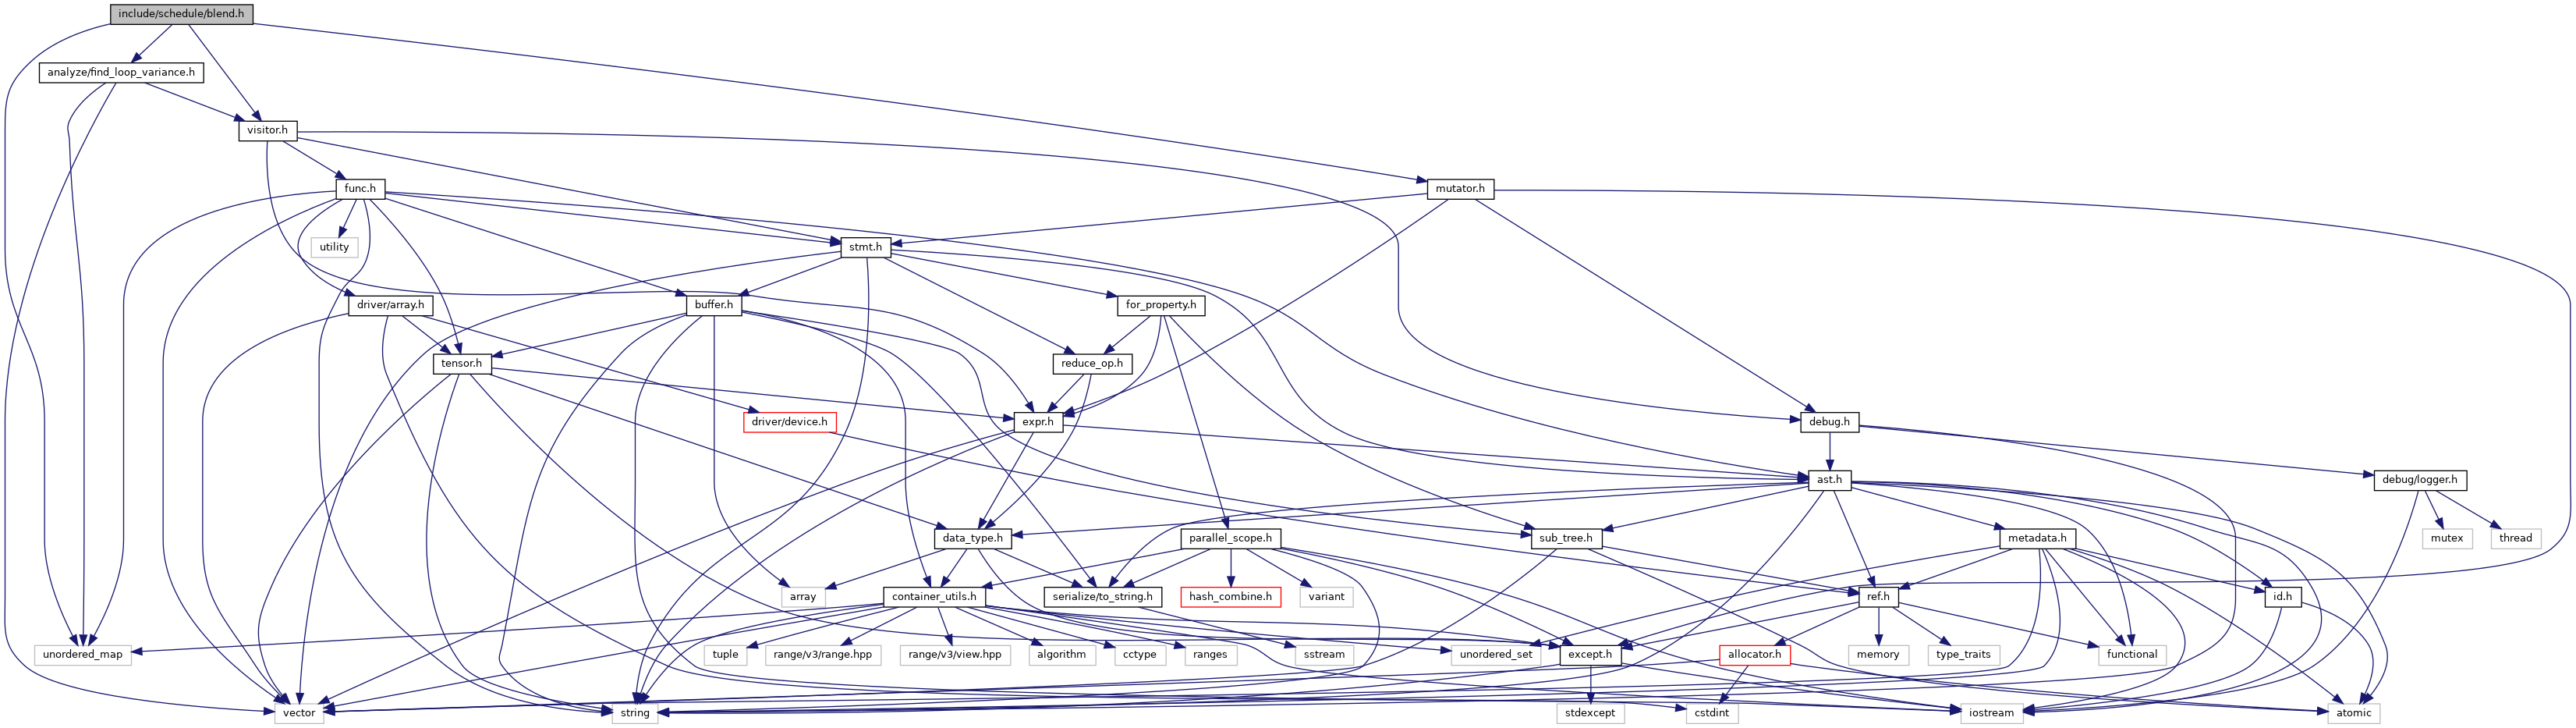 include/schedule/blend.h
analyze/find_loop_variance.h
visitor.h
func.h
mutator.h
utility
stmt.h
driver/array.h
buffer.h
for_property.h
tensor.h
reduce_op.h
driver/device.h
expr.h
debug.h
ast.h
debug/logger.h
data_type.h
parallel_scope.h
sub_tree.h
metadata.h
mutex
thread
array
container_utils.h
serialize/to_string.h
hash_combine.h
variant
ref.h
id.h
unordered_map
tuple
range/v3/range.hpp
range/v3/view.hpp
algorithm
cctype
ranges
sstream
unordered_set
except.h
allocator.h
memory
type_traits
functional
vector
string
stdexcept
cstdint
iostream
atomic